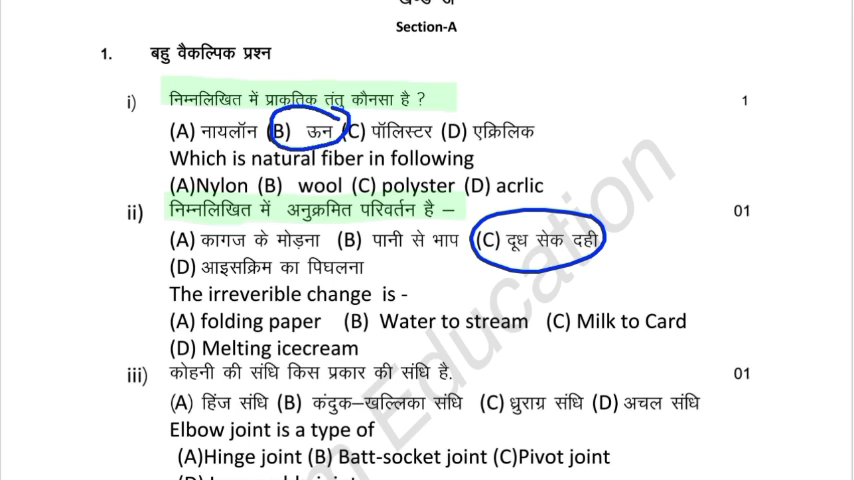 Section-A
1. बहु वैकल्पिक प्रश्न
i) निम्नलिखित में प्राकृतिक तंतु कौनसा है ? 1
(A) नायलॉन (B) ऊन (C) पॉलिस्टर (D) एक्रिलिक
Which is natural fiber in following
(A)Nylon (B) wool (C) polyster (D) acrlic
ii) निम्नलिखित में अनुक्रमित परिवर्तन है – 01
(A) कागज के मोड़ना (B) पानी से भाप (C) दूध सेक दही
(D) आइसक्रिम का पिघलना
The irreverible change is -
(A) folding paper (B) Water to stream (C) Milk to Card
(D) Melting icecream
iii) कोहनी की संधि किस प्रकार की संधि है. 01
(A) हिंज संधि (B) कंदुक–खल्लिका संधि (C) धुराग्र संधि (D) अचल संधि
Elbow joint is a type of
(A)Hinge joint (B) Batt-socket joint (C)Pivot joint
Education